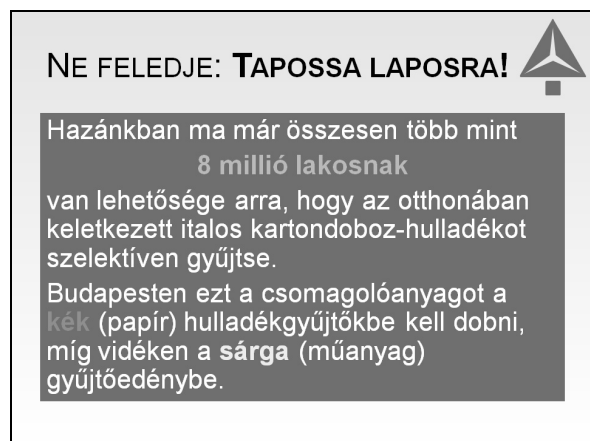 NE FELEDJE: TAPOSSA LAPOSRA!
Hazánkban ma már összesen több mint
8 millió lakosnak
van lehetősége arra, hogy az otthonában
keletkezett italos kartondoboz-hulladékot
szelektíven gyűjtse.
Budapesten ezt a csomagolóanyagot a
kék (papír) hulladékgyűjtőkbe kell dobni,
míg vidéken a sárga (műanyag)
gyűjtőedénybe.